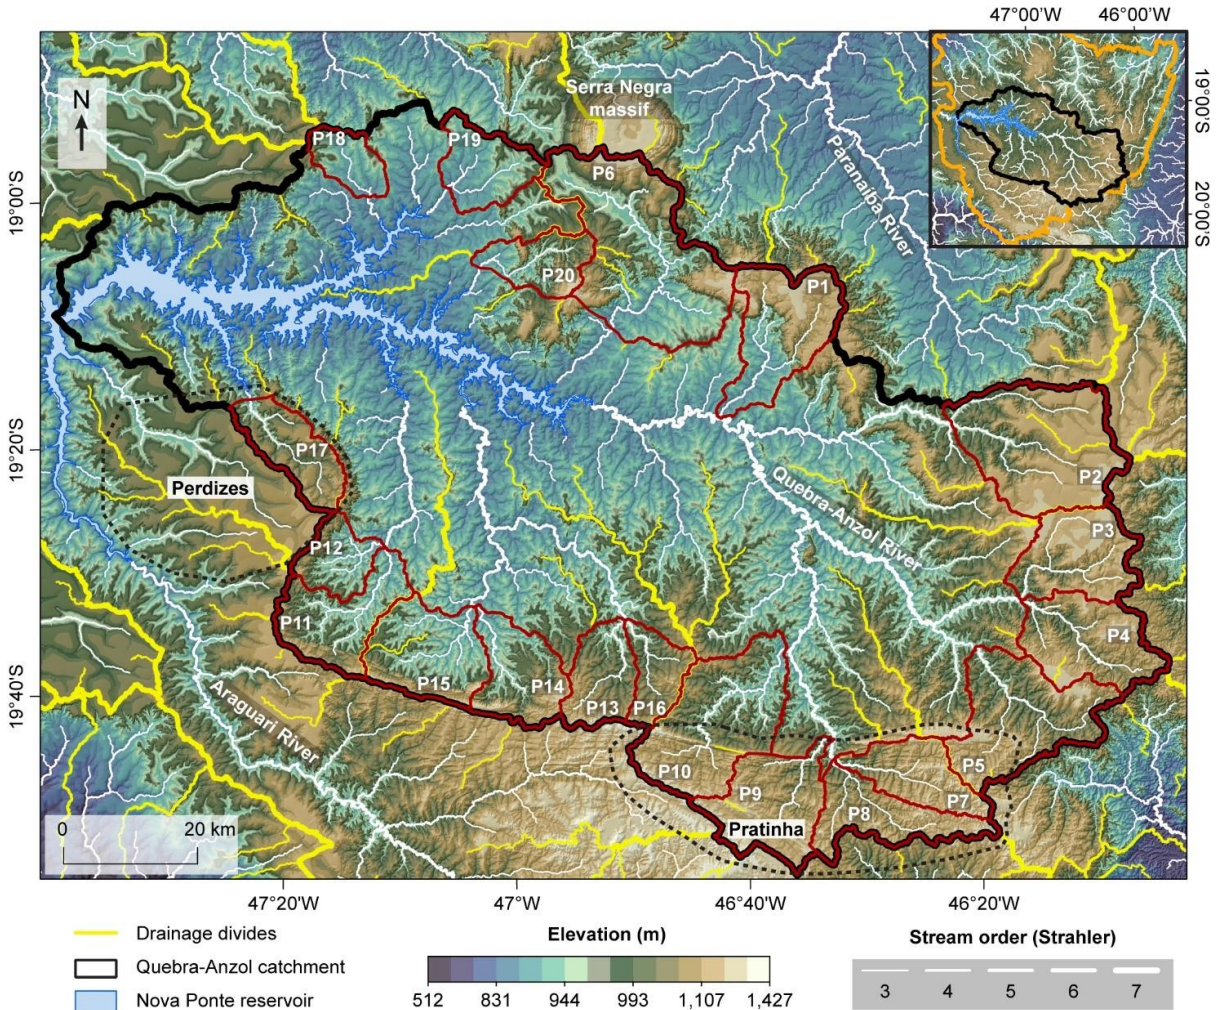 47°00'W 46°00'W
19°00'S
20°00'S
N
Serra Negra
massif
P18
P19
P6
Paranaíba River
19°00'S
P20
P1
19°20'S
P17
Perdizes
P2
Quebra-Anzol River
P3
P12
P11
P4
19°40'S
P15
P14
P13
P16
Araguari River
P10
P5
P9
P7
P8
Pratinha
0 20 km
47°20'W 47°00'W 46°40'W 46°20'W
Drainage divides
Quebra-Anzol catchment
Nova Ponte reservoir
Elevation (m)
512 831 944 993 1,107 1,427
Stream order (Strahler)
3 4 5 6 7